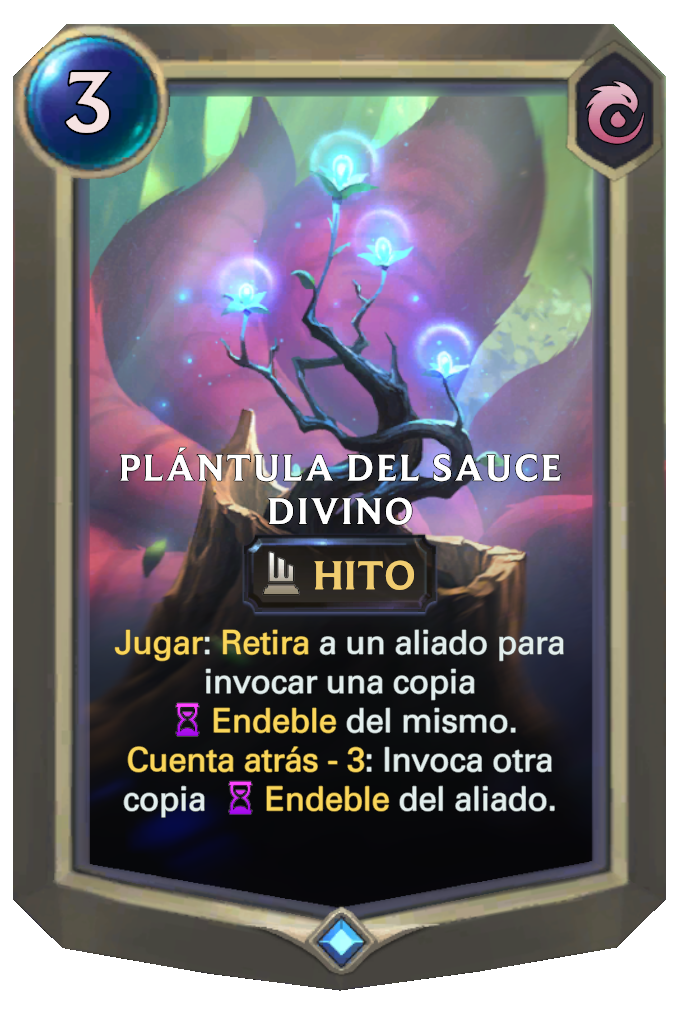 3
PLÁNTULA DEL SAUCE
DIVINO
HITO
Jugar: Retira a un aliado para
invocar una copia
Endeble del mismo.
Cuenta atrás - 3: Invoca otra
copia Endeble del aliado.